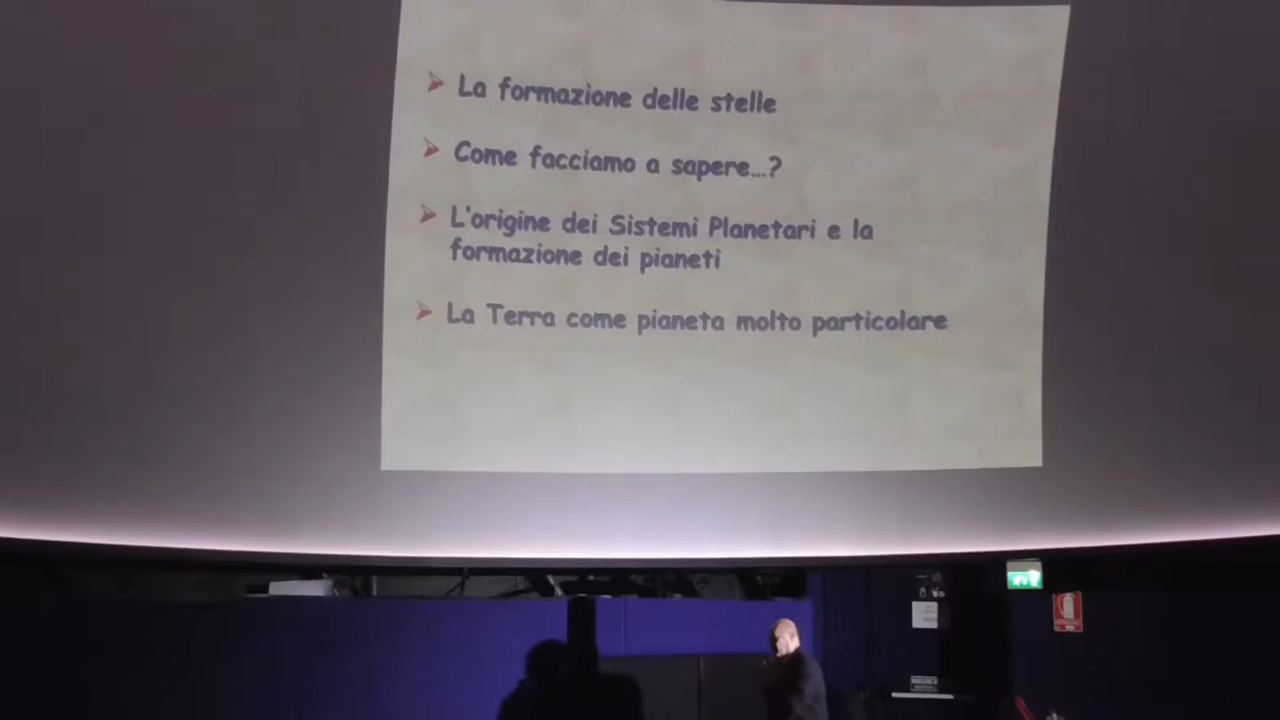 La formazione delle stelle
Come facciamo a sapere...?
L'origine dei Sistemi Planetari e la
formazione dei pianeti
La Terra come pianeta molto particolare